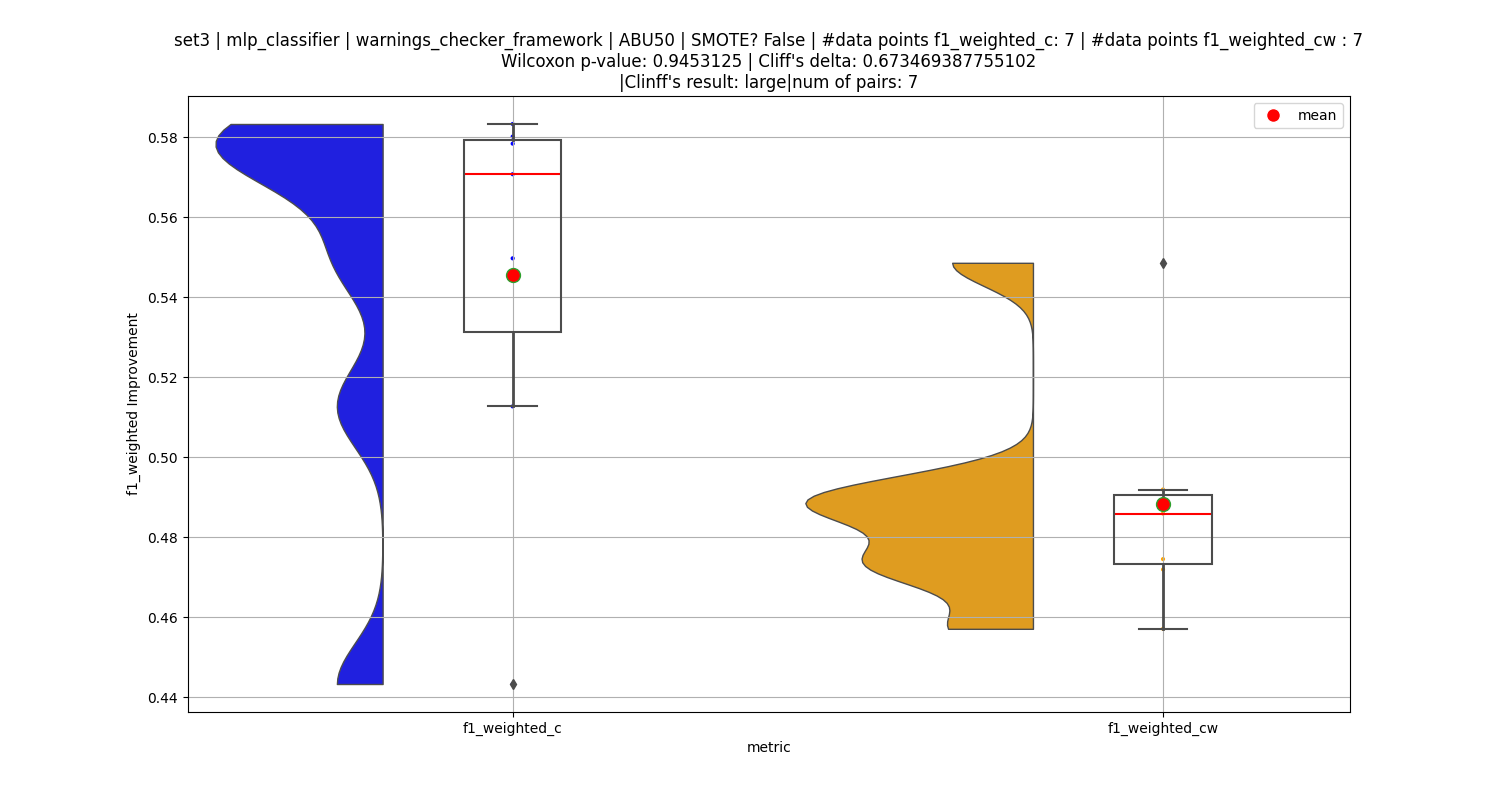 set3 | mlp_classifier | warnings_checker_framework | ABU50 | SMOTE? False | #data points f1_weighted_c: 7 | #data points f1_weighted_cw : 7
Wilcoxon p-value: 0.9453125 | Cliff's delta: 0.673469387755102
|Clinff's result: large|num of pairs: 7
mean
0.58
0.56
0.54
0.52
0.50
0.48
0.46
0.44
f1_weighted Improvement
f1_weighted_c
f1_weighted_cw
metric